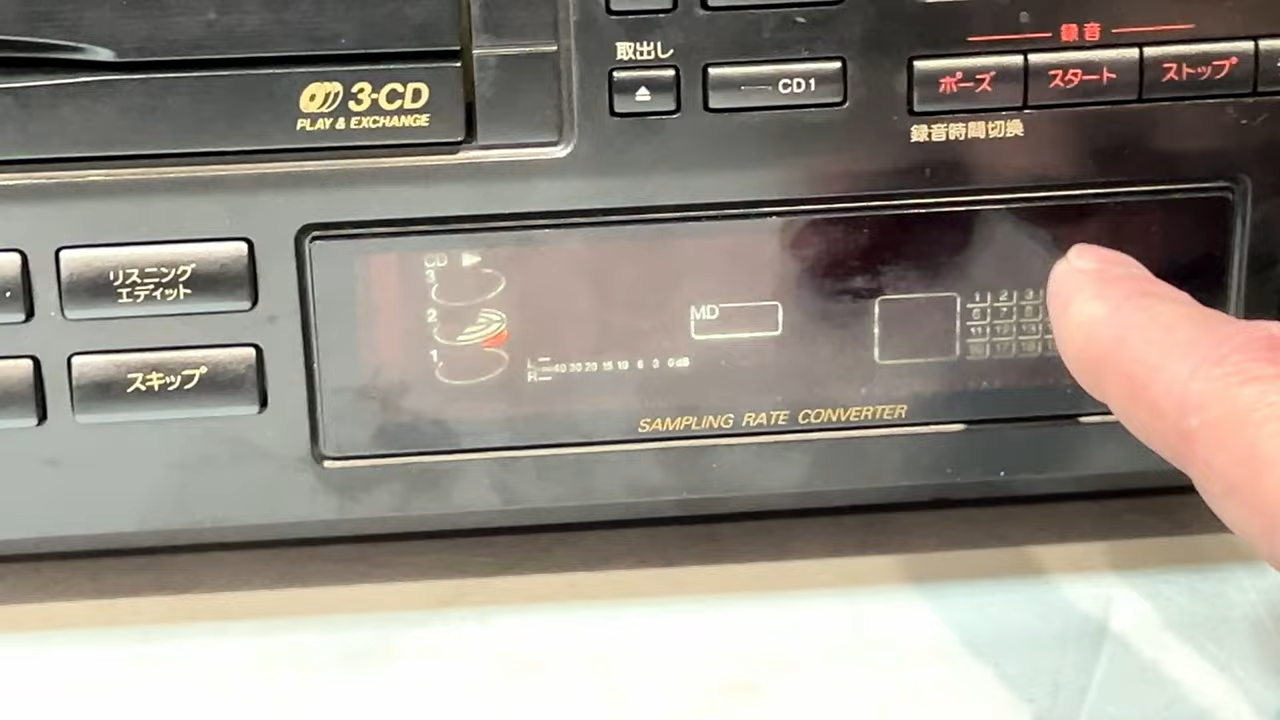 取出し
CD1
録音
ポーズ
スタート
ストップ
録音時間切換
3-CD
PLAY & EXCHANGE
リスニング
エディット
スキップ
CD
3
2
1
MD
L
R
40 30 20 15 10 6 3 0dB
1 2 3
6 7 8
11 12 13
SAMPLING RATE CONVERTER